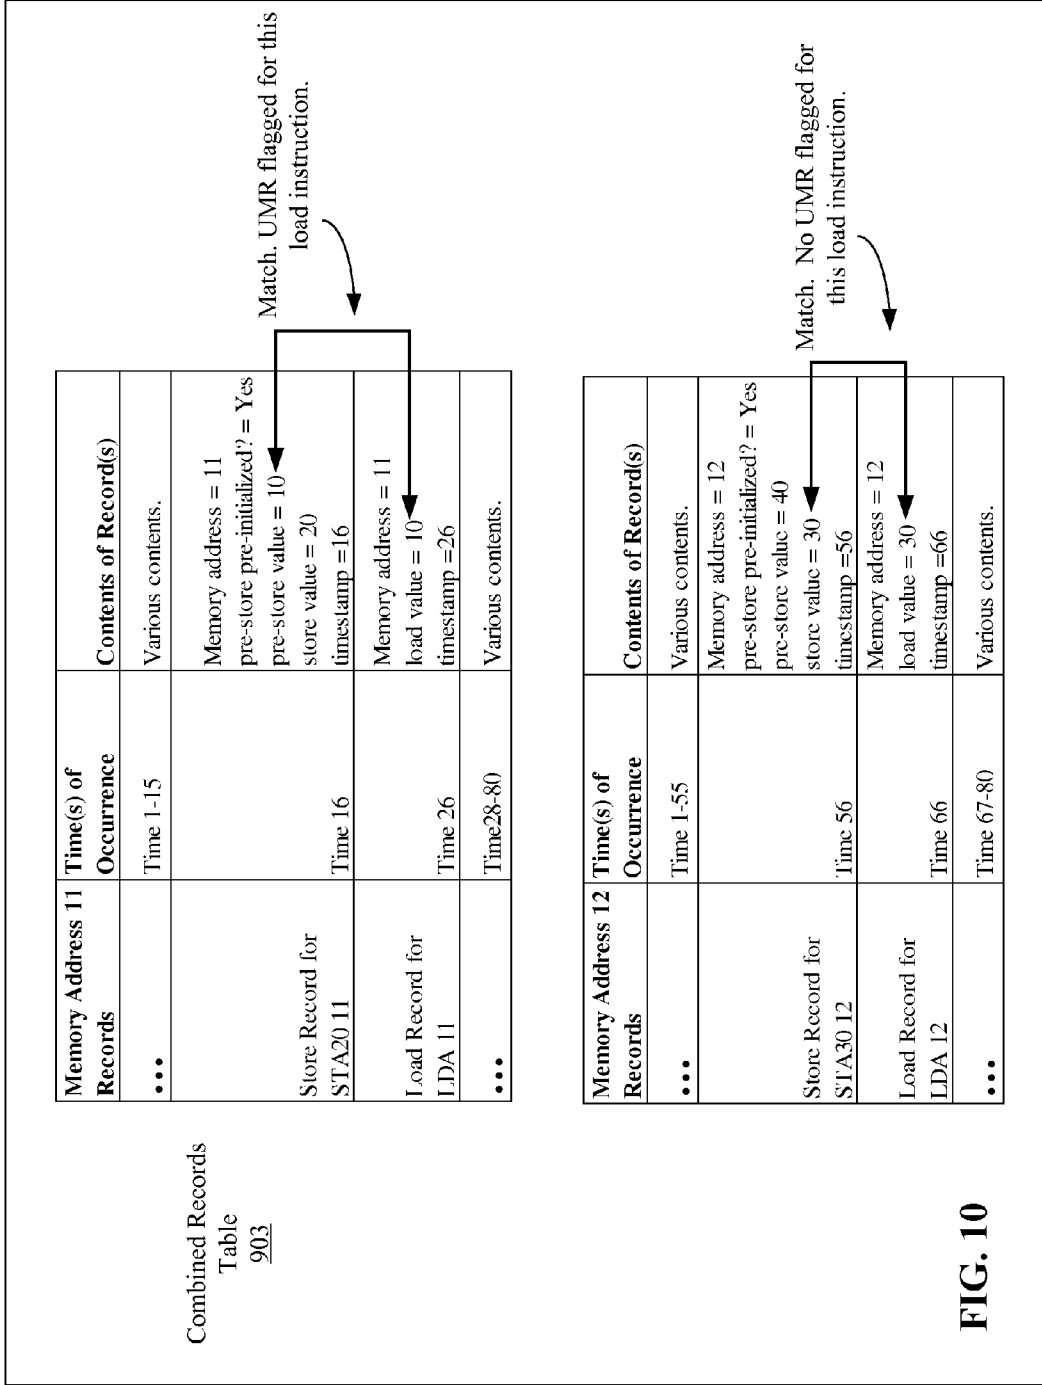 Combined Records
Table
903
Memory Address 11
Records
Time(s) of
Occurrence
Contents of Record(s)
•••
Time 1-15
Various contents.
Store Record for
STA20 11
Time 16
Memory address = 11
pre-store pre-initialized? = Yes
pre-store value = 10
store value = 20
timestamp =16
Load Record for
LDA 11
Time 26
Memory address = 11
load value = 10
timestamp =26
•••
Time28-80
Various contents.
Match. UMR flagged for this
load instruction.
Memory Address 12
Records
Time(s) of
Occurrence
Contents of Record(s)
•••
Time 1-55
Various contents.
Store Record for
STA30 12
Time 56
Memory address = 12
pre-store pre-initialized? = Yes
pre-store value = 40
store value = 30
timestamp =56
Load Record for
LDA 12
Time 66
Memory address = 12
load value = 30
timestamp =66
•••
Time 67-80
Various contents.
Match. No UMR flagged for
this load instruction.
FIG. 10